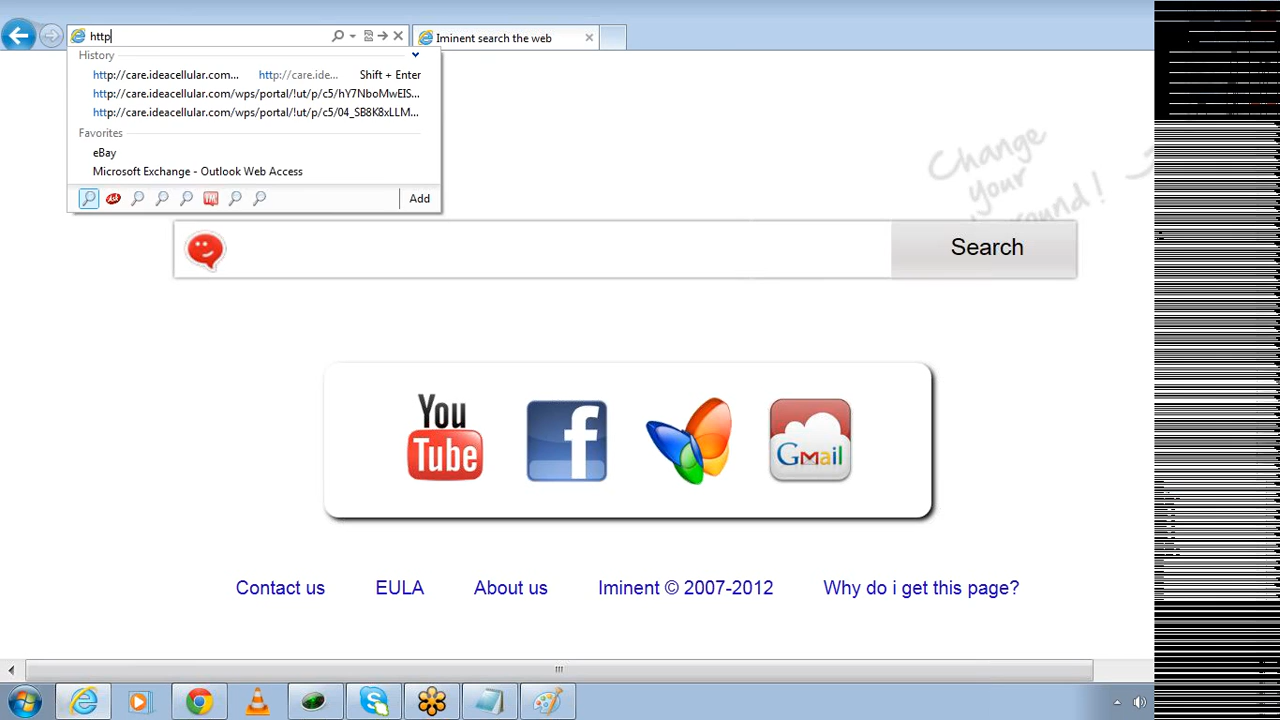 http
Iminent search the web
History
http://care.ideacellular.com... http://care.ide... Shift + Enter
http://care.ideacellular.com/wps/portal/!ut/p/c5/hY7NboMwEIS...
http://care.ideacellular.com/wps/portal/!ut/p/c5/04_SB8K8xLLM...
Favorites
eBay
Microsoft Exchange - Outlook Web Access
Ask
Add
Change
your
Search
You
Tube
f
Gmail
Contact us EULA About us Iminent © 2007-2012 Why do i get this page?